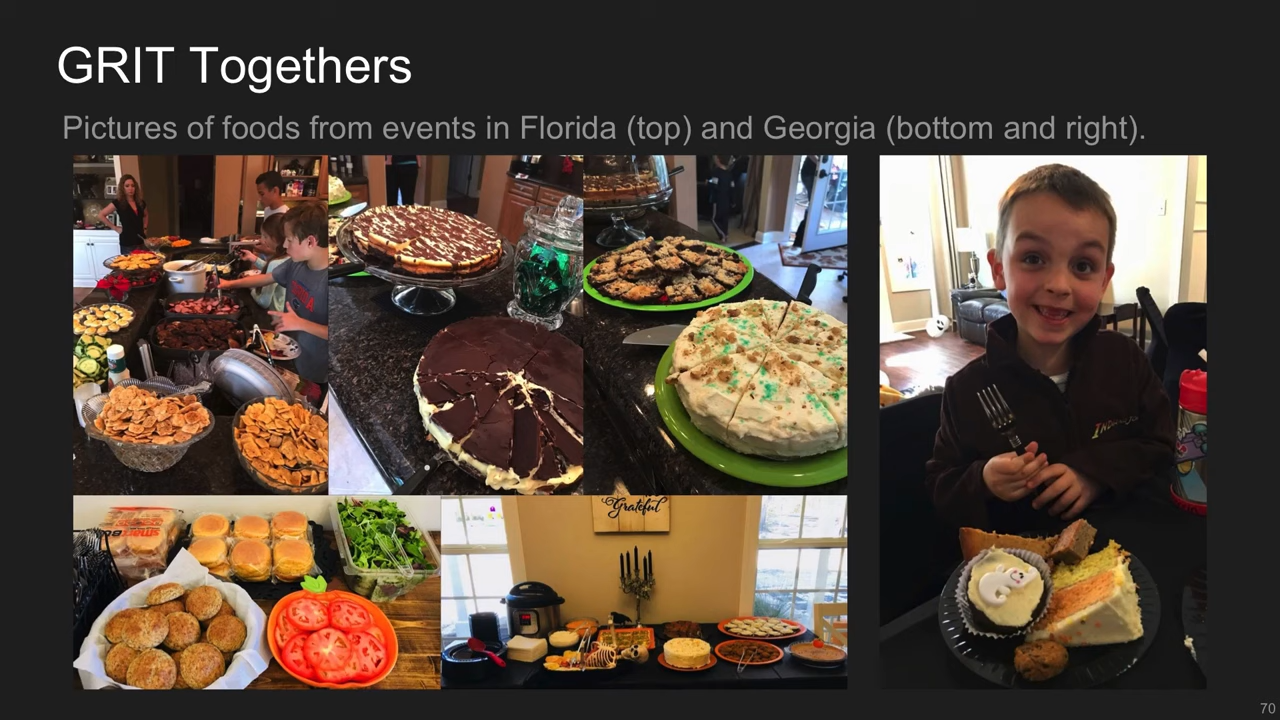 GRIT Togethers
Pictures of foods from events in Florida (top) and Georgia (bottom and right).
Grateful
70